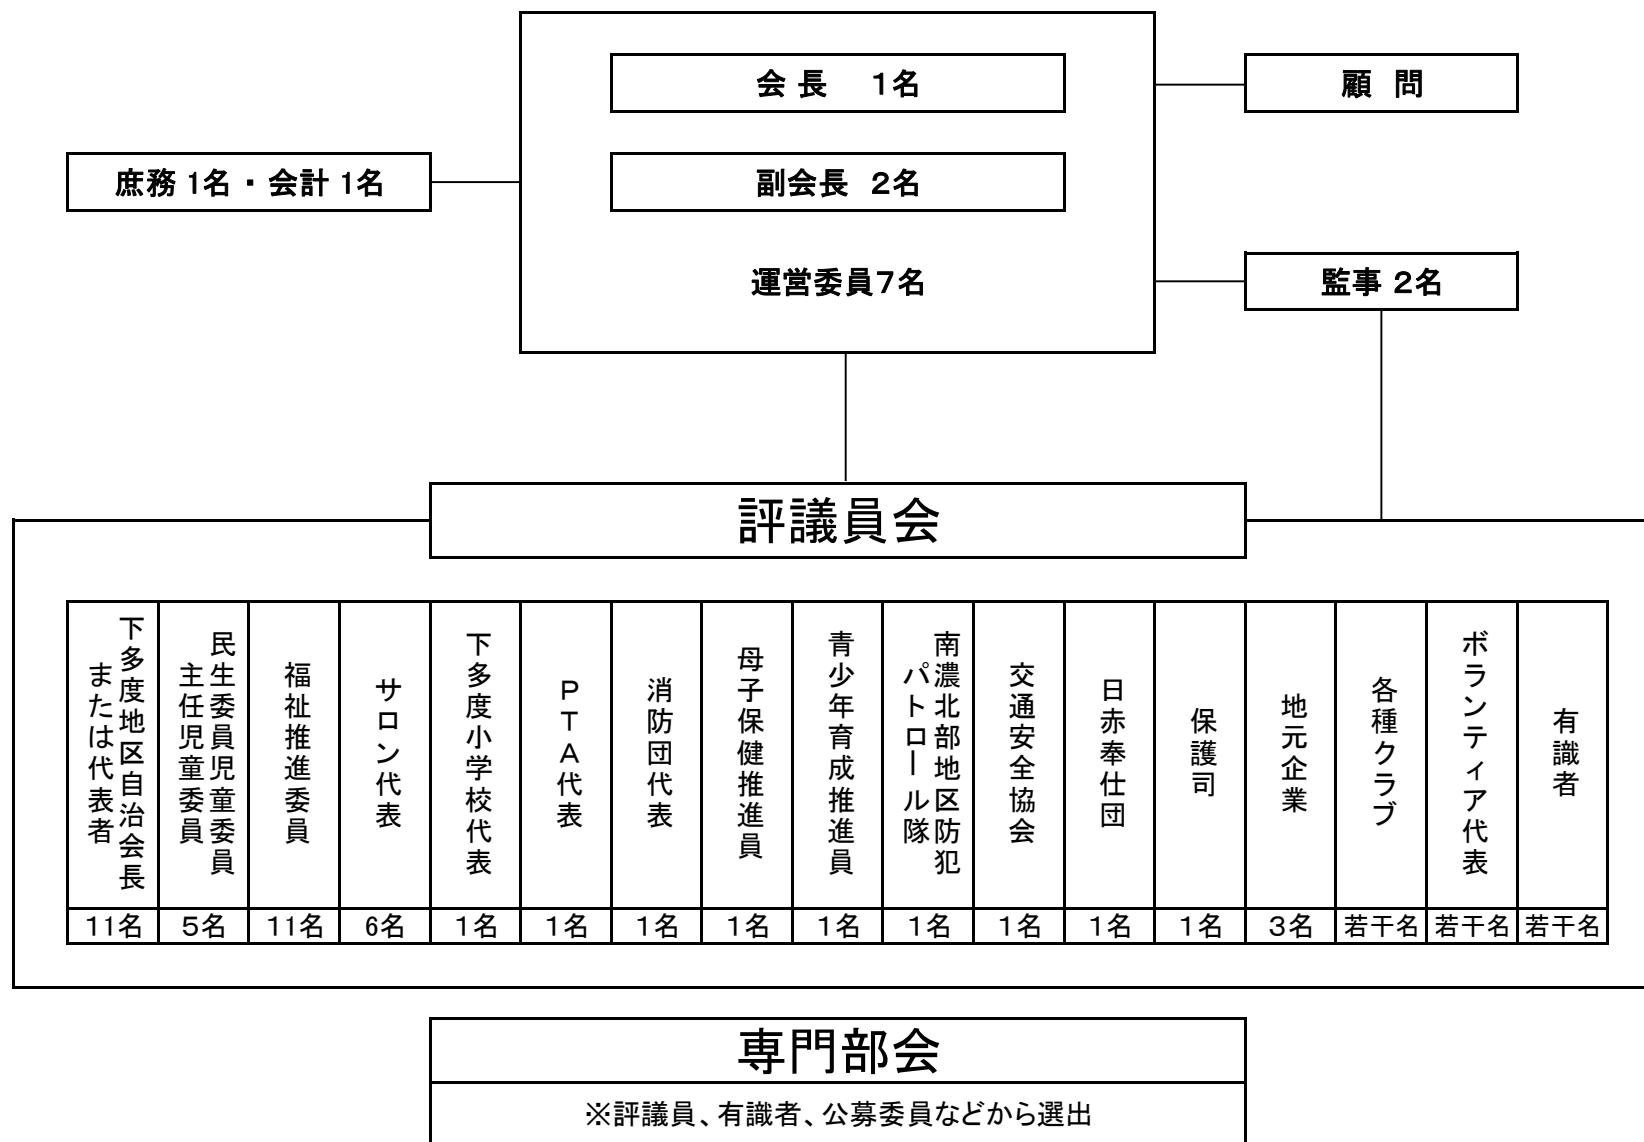 会 長　1名
顧 問
庶務 1名 ・ 会計 1名
副会長 2名
運営委員7名
監事 2名
評議員会
下多度地区自治会長
または代表者
民生委員児童委員
主任児童委員
福祉推進委員
サロン代表
下多度小学校代表
PTA代表
消防団代表
母子保健推進員
青少年育成推進員
南濃北部地区防犯
パトロール隊
交通安全協会
日赤奉仕団
保護司
地元企業
各種クラブ
ボランティア代表
有識者
11名 5名 11名 6名 1名 1名 1名 1名 1名 1名 1名 1名 1名 3名 若干名 若干名 若干名
専門部会
※評議員、有識者、公募委員などから選出